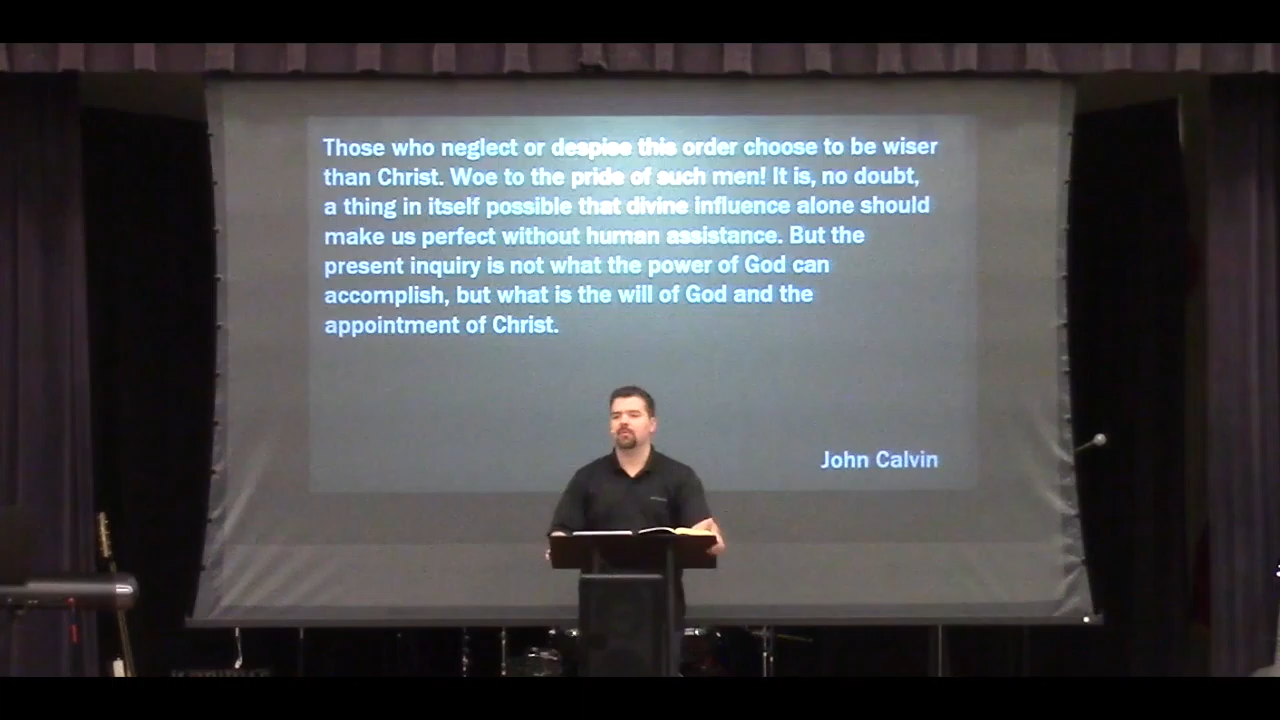 Those who neglect or despise this order choose to be wiser
than Christ. Woe to the pride of such men! It is, no doubt,
a thing in itself possible that divine influence alone should
make us perfect without human assistance. But the
present inquiry is not what the power of God can
accomplish, but what is the will of God and the
appointment of Christ.
John Calvin